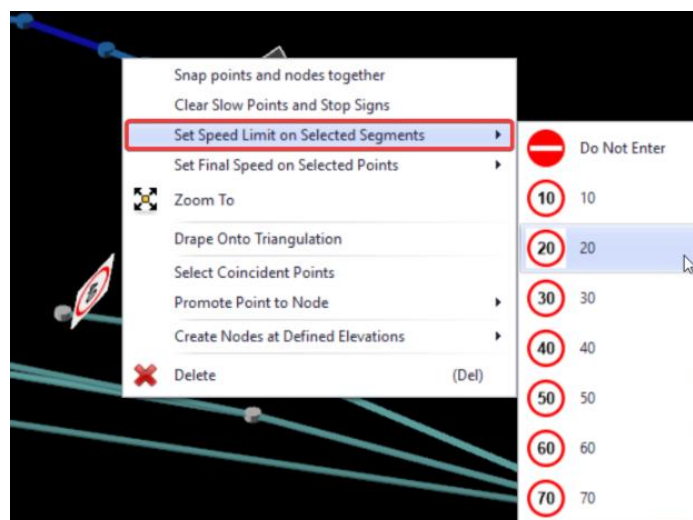 Snap points and nodes together
Clear Slow Points and Stop Signs
Set Speed Limit on Selected Segments
Set Final Speed on Selected Points
Zoom To
Drape Onto Triangulation
Select Coincident Points
Promote Point to Node
Create Nodes at Defined Elevations
Delete (Del)
Do Not Enter
10 10
20 20
30 30
40 40
50 50
60 60
70 70